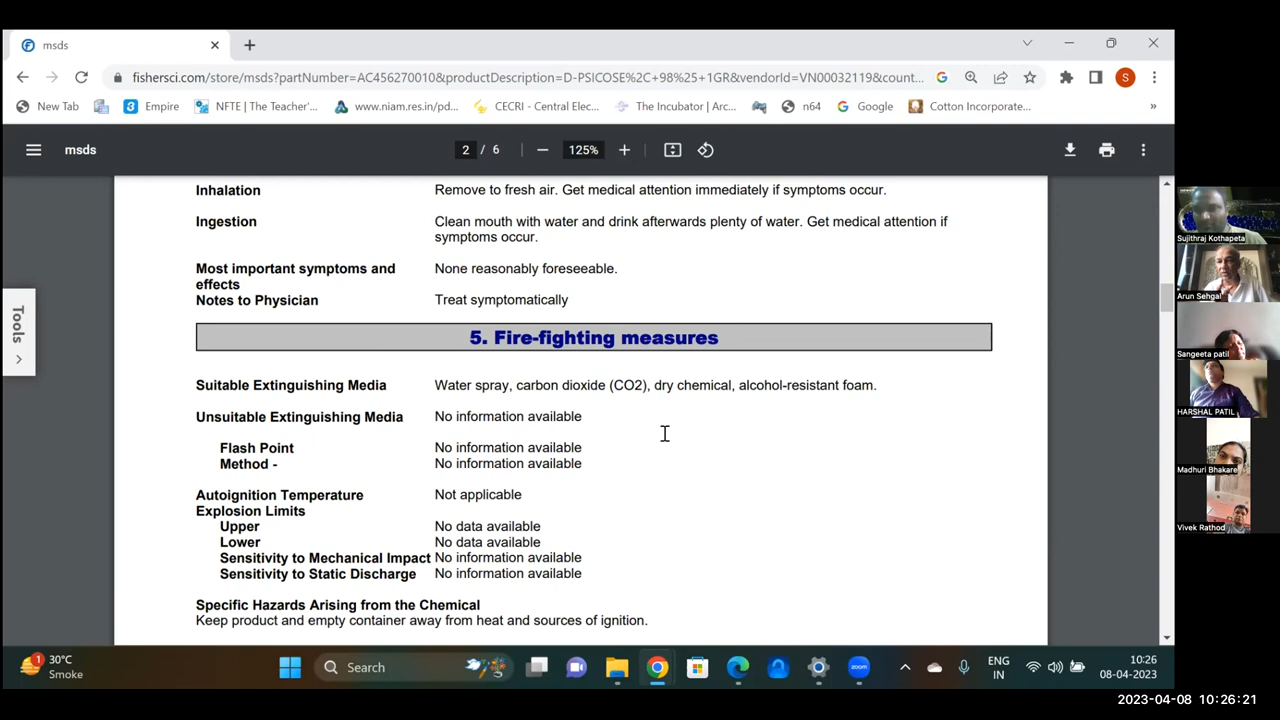 msds
fishersci.com/store/msds?partNumber=AC456270010&productDescription=D-PSICOSE%2C+98%25+1GR&vendorId=VN00032119&count...
New Tab
Empire
NFTE | The Teacher'...
www.niam.res.in/pd...
CECRI - Central Elec...
The Incubator | Arc...
n64
Google
Cotton Incorporate...
»
S
msds
2 / 6
125%
Tools
Inhalation Remove to fresh air. Get medical attention immediately if symptoms occur.
Ingestion Clean mouth with water and drink afterwards plenty of water. Get medical attention if
symptoms occur.
Most important symptoms and None reasonably foreseeable.
effects
Notes to Physician Treat symptomatically
5. Fire-fighting measures
Suitable Extinguishing Media Water spray, carbon dioxide (CO2), dry chemical, alcohol-resistant foam.
Unsuitable Extinguishing Media No information available
Flash Point No information available
Method - No information available
Autoignition Temperature Not applicable
Explosion Limits
Upper No data available
Lower No data available
Sensitivity to Mechanical Impact No information available
Sensitivity to Static Discharge No information available
Specific Hazards Arising from the Chemical
Keep product and empty container away from heat and sources of ignition.
Sujithraj Kothapeta
Arun Sehgal
Sangeeta patil
HARSHAL PATIL
Madhuri Bhakare
Vivek Rathod
1
30°C
Smoke
Search
zoom
ENG
IN
10:26
08-04-2023
2023-04-08 10:26:21